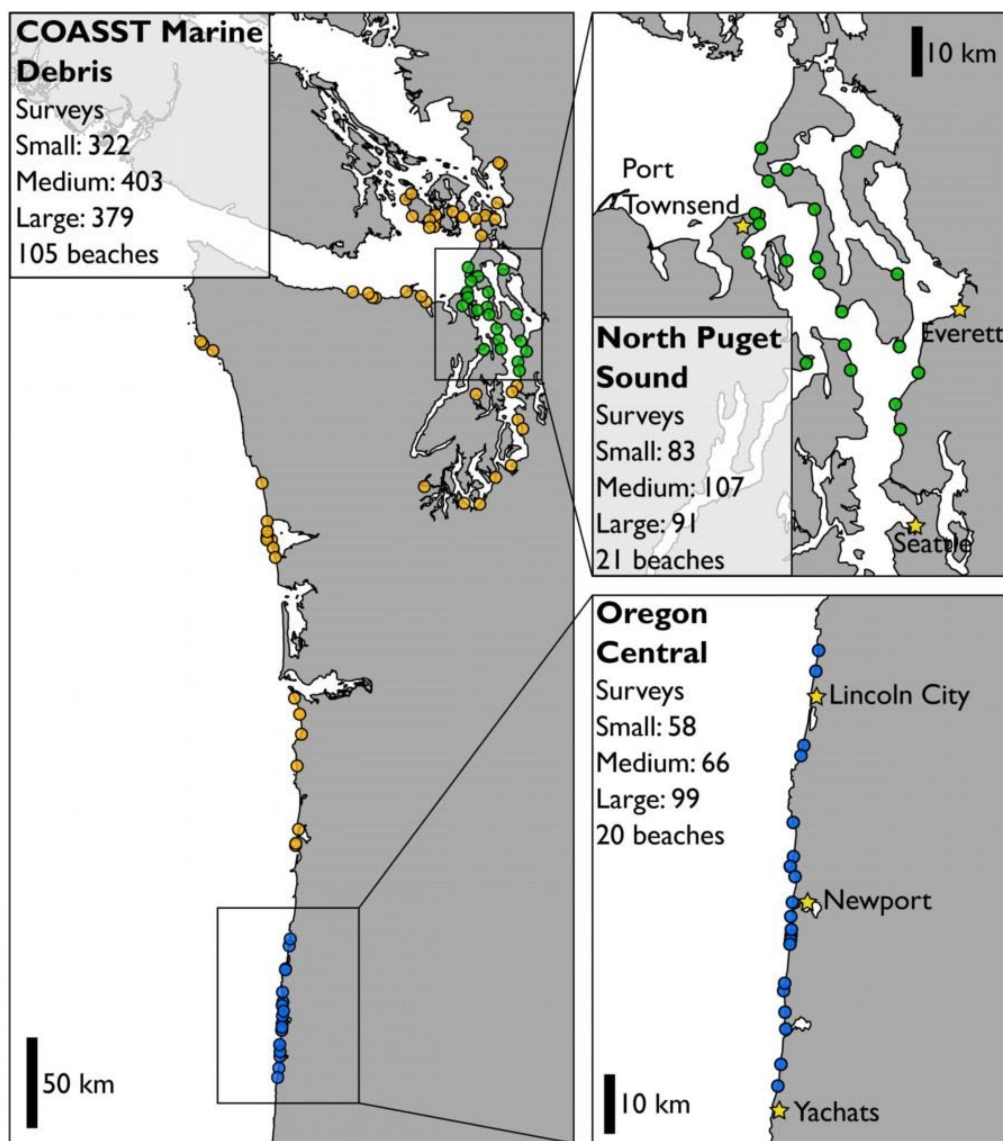 COASST Marine
Debris
Surveys
Small: 322
Medium: 403
Large: 379
105 beaches
50 km
10 km
Port
Townsend
Everett
North Puget
Sound
Surveys
Small: 83
Medium: 107
Large: 91
21 beaches
Seattle
Oregon
Central
Surveys
Small: 58
Medium: 66
Large: 99
20 beaches
Lincoln City
Newport
10 km
Yachats